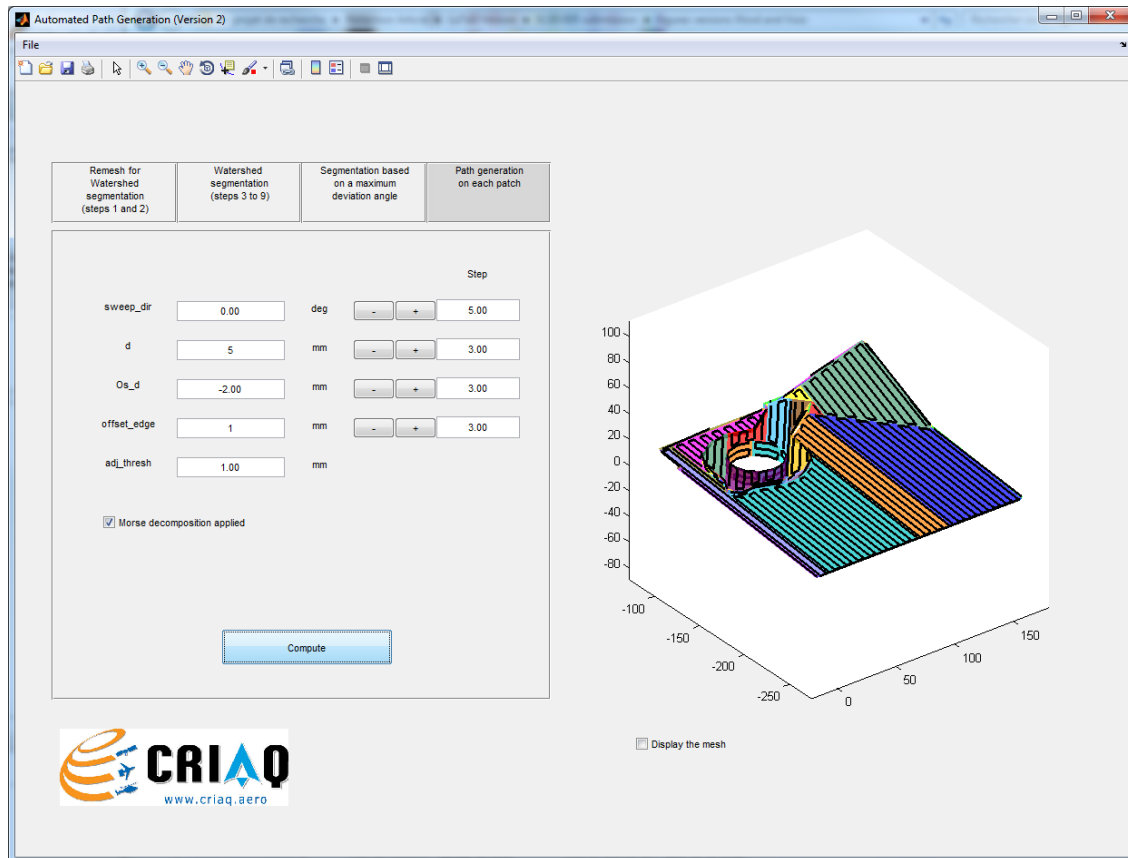 Automated Path Generation (Version 2)
File
Remesh for
Watershed
segmentation
(steps 1 and 2)
Watershed
segmentation
(steps 3 to 9)
Segmentation based
on a maximum
deviation angle
Path generation
on each patch
Step
sweep_dir 0.00 deg - + 5.00
d 5 mm - + 3.00
Os_d -2.00 mm - + 3.00
offset_edge 1 mm - + 3.00
adj_thresh 1.00 mm
Morse decomposition applied
Compute
100
80
60
40
20
0
-20
-40
-60
-80
-100
-150
-200
-250
0
50
100
150
Display the mesh
CRIAQ
www.criaq.aero